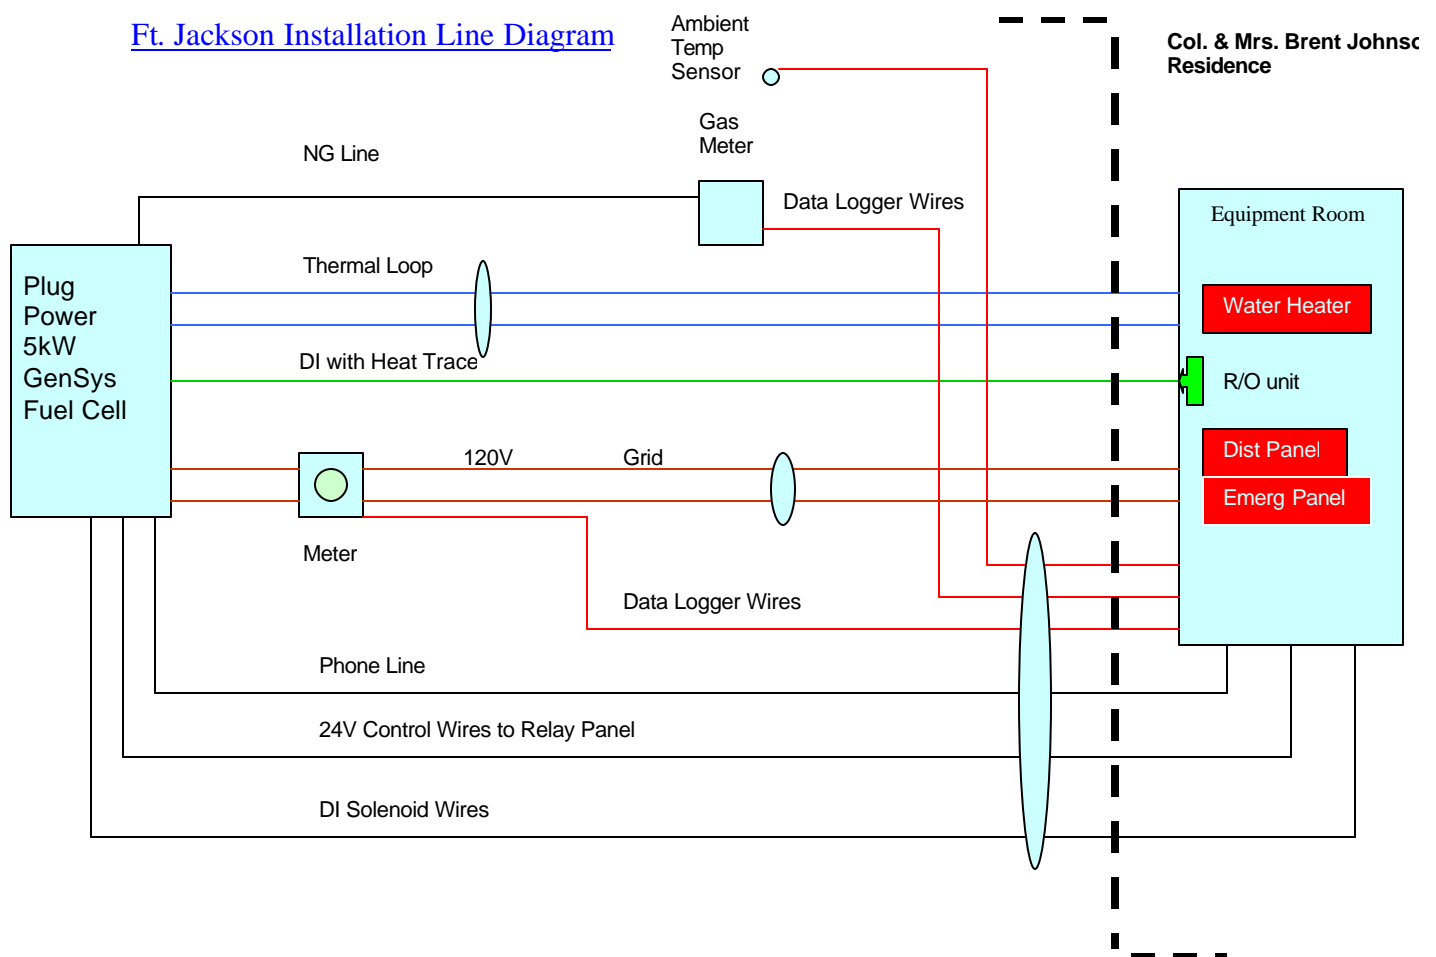 Ft. Jackson Installation Line Diagram
Ambient
Temp
Sensor
Col. & Mrs. Brent Johnsc
Residence
Gas
Meter
NG Line
Data Logger Wires
Equipment Room
Thermal Loop
Plug
Power
5kW
GenSys
Fuel Cell
Water Heater
DI with Heat Trace
R/O unit
120V
Grid
Dist Panel
Emerg Panel
Meter
Data Logger Wires
Phone Line
24V Control Wires to Relay Panel
DI Solenoid Wires